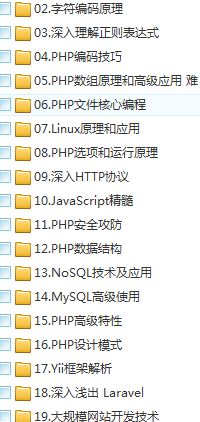 02.字符编码原理
03.深入理解正则表达式
04.PHP编码技巧
05.PHP数组原理和高级应用 难
06.PHP文件核心编程
07.Linux原理和应用
08.PHP选项和运行原理
09.深入HTTP协议
10.JavaScript精髓
11.PHP安全攻防
12.PHP数据结构
13.NoSQL技术及应用
14.MySQL高级使用
15.PHP高级特性
16.PHP设计模式
17.Yii框架解析
18.深入浅出 Laravel
19.大规模网站开发技术